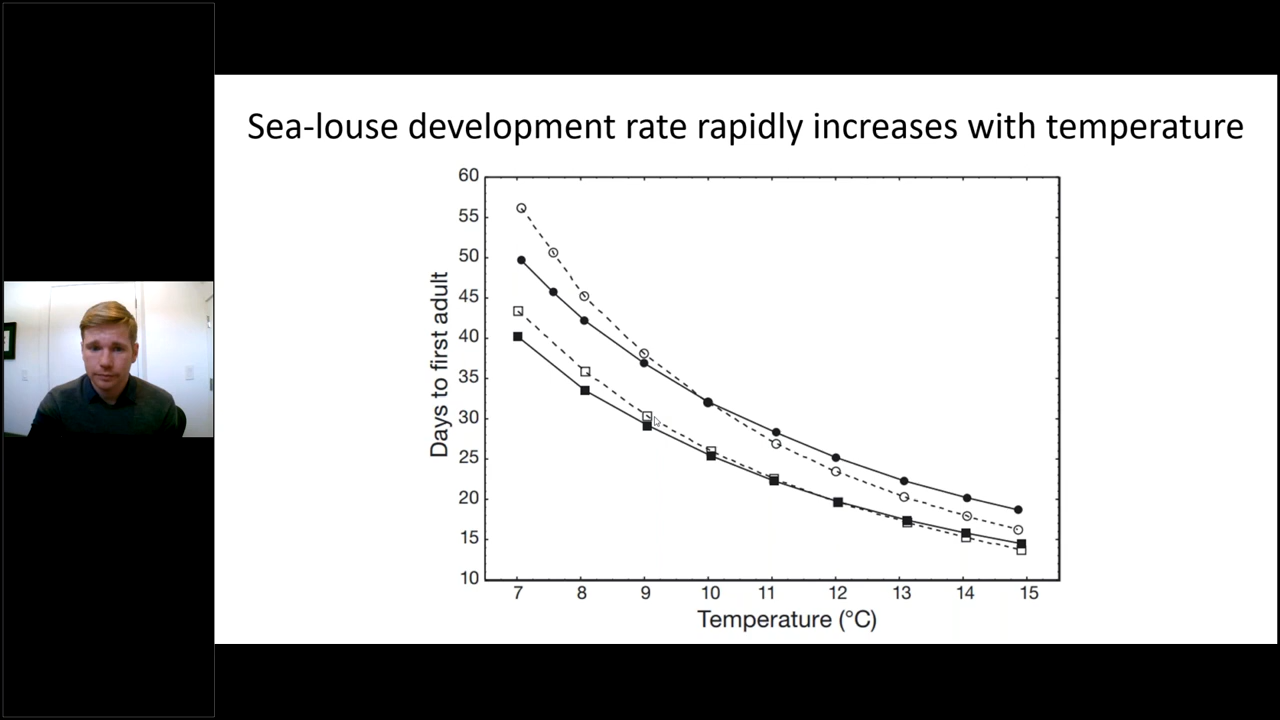 Sea-louse development rate rapidly increases with temperature
60
55
50
45
40
35
30
25
20
15
10
Days to first adult
7 8 9 10 11 12 13 14 15
Temperature (°C)